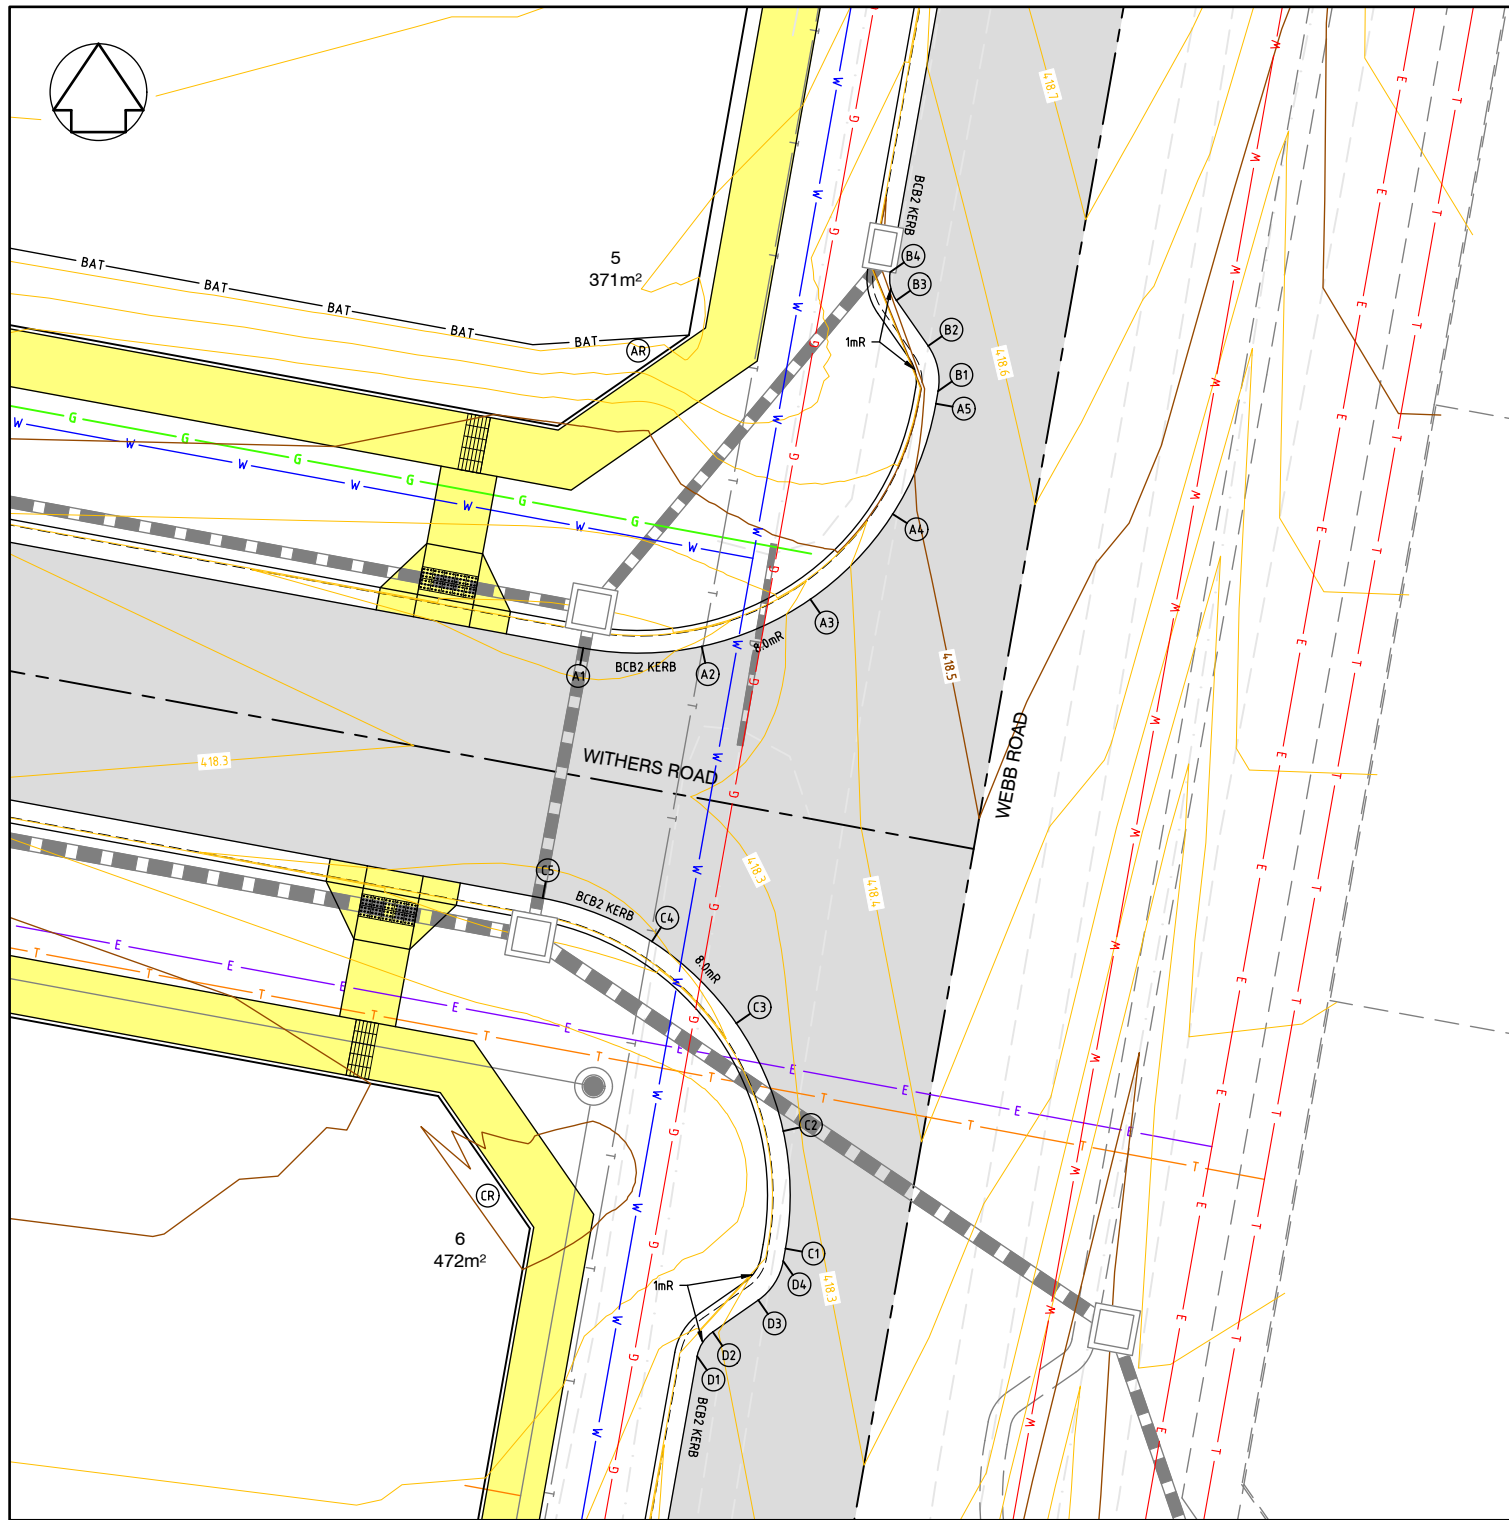 418.7
BCB2 KERB
B4
5
371m²
B3
BAT
BAT
BAT
BAT
BAT
AR
1mR
B2
418.6
B1
A5
G G G G G G
W W W W W W W
A4
A3
8.0mR
BCB2 KERB
A1
A2
418.5
WITHERS ROAD
WEBB ROAD
418.3
418.3
418.4
C5
BCB2 KERB
C4
8.0mR
C3
E E E E E E E E E
T T T T T T T T T
C2
CR
6
472m²
C1
1mR
D4
418.3
D3
D2
D1
BCB2 KERB